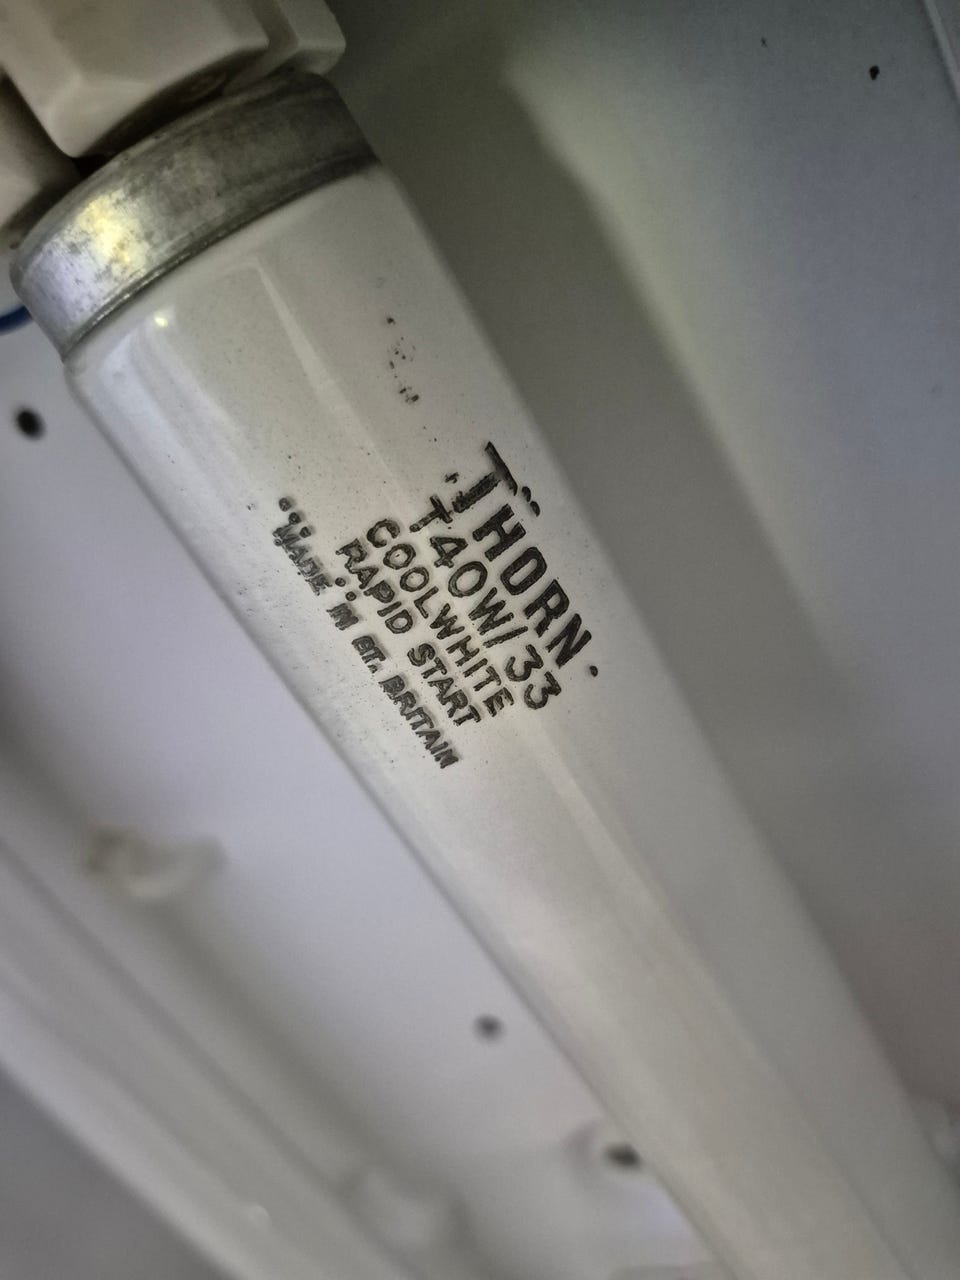 THORN
T40W/33
COOLWHITE
RAPID START
MADE IN GT. BRITAIN